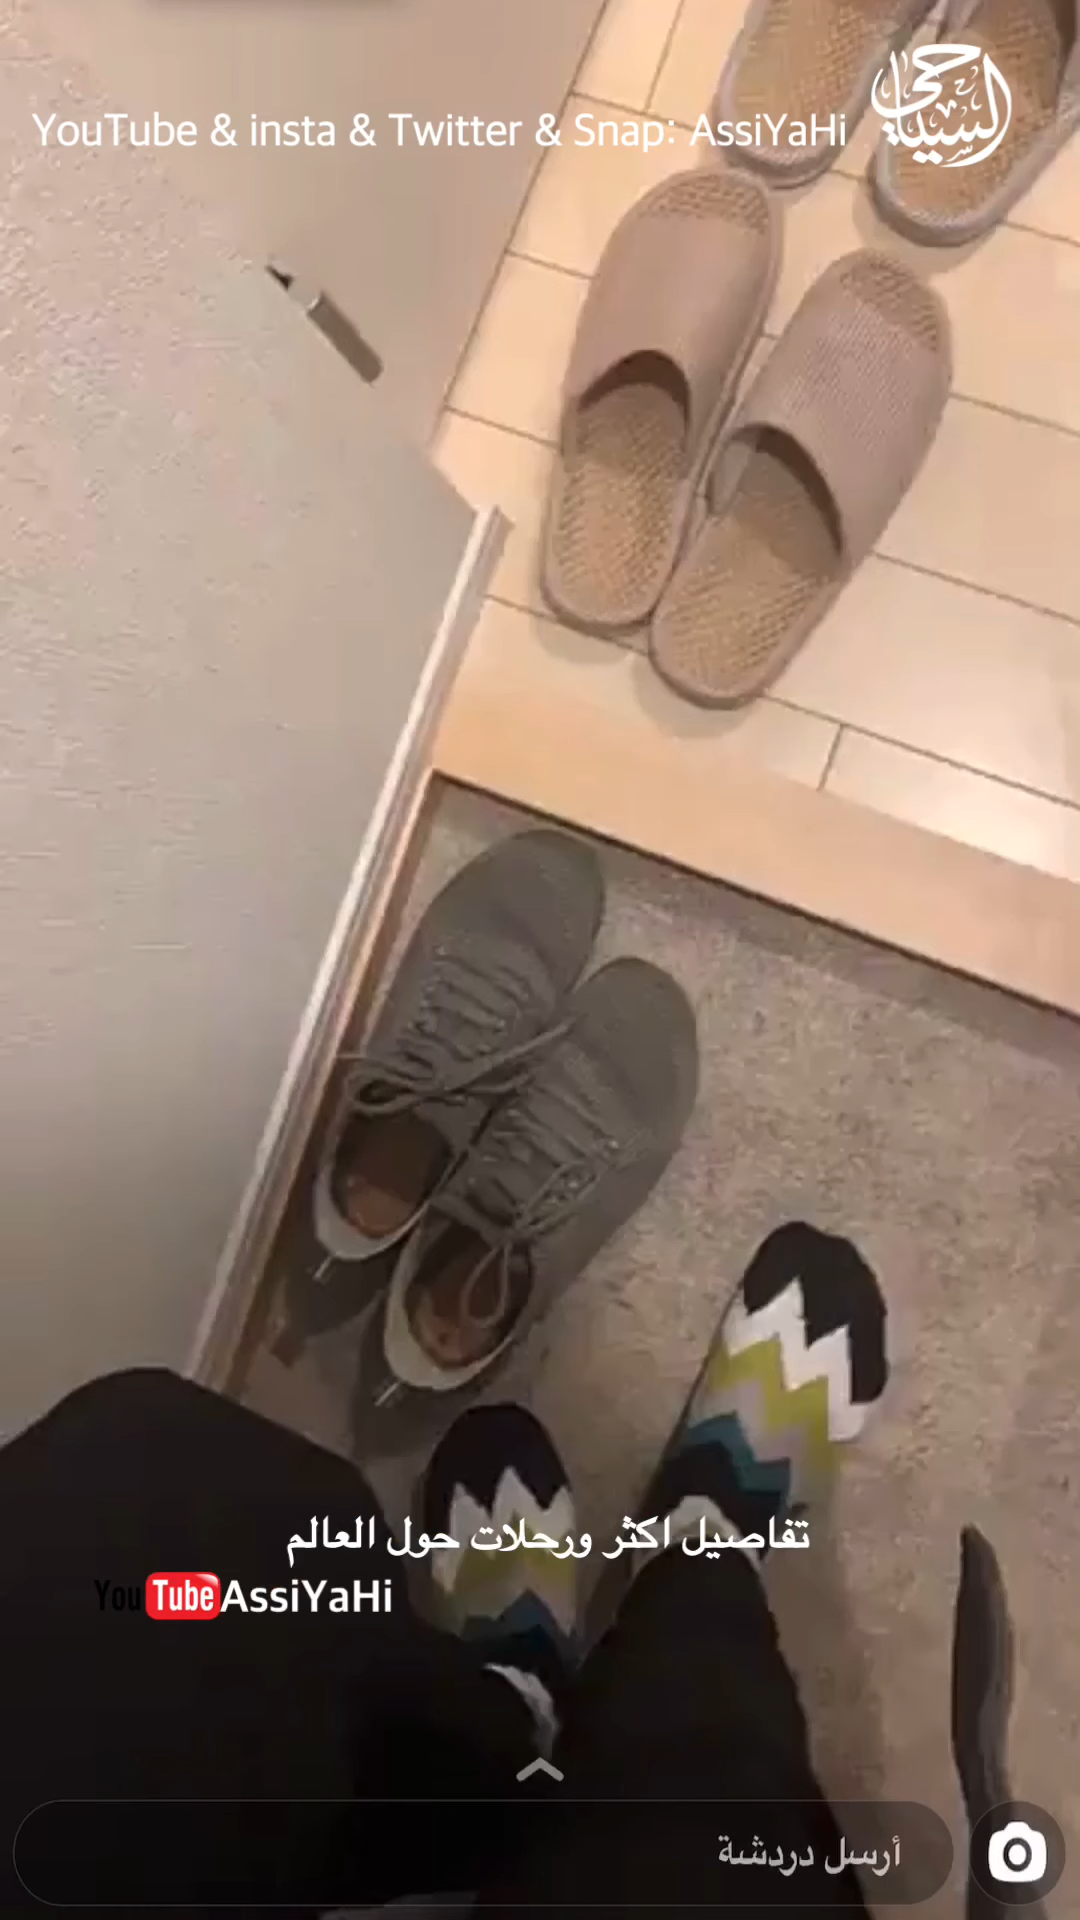 YouTube & insta & Twitter & Snap: AssiYaHi
السياحي
تفاصيل اكثر ورحلات حول العالم
YouTube AssiYaHi
أرسل دردشة